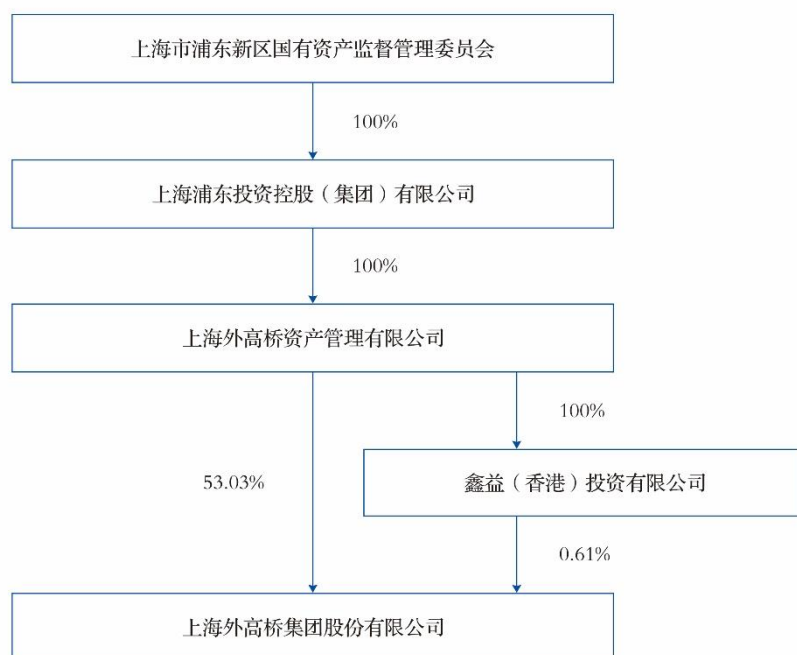 上海市浦东新区国有资产监督管理委员会
100%
上海浦东投资控股（集团）有限公司
100%
上海外高桥资产管理有限公司
100%
53.03%
鑫益（香港）投资有限公司
0.61%
上海外高桥集团股份有限公司